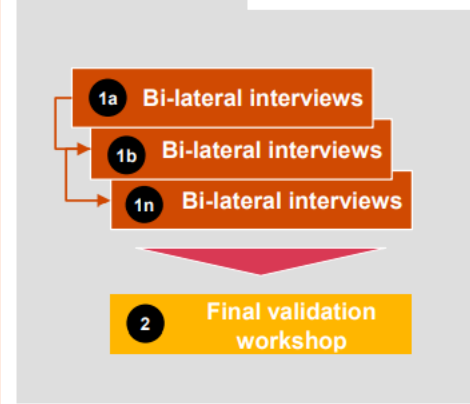 1a Bi-lateral interviews
1b Bi-lateral interviews
1n Bi-lateral interviews
2 Final validation
workshop